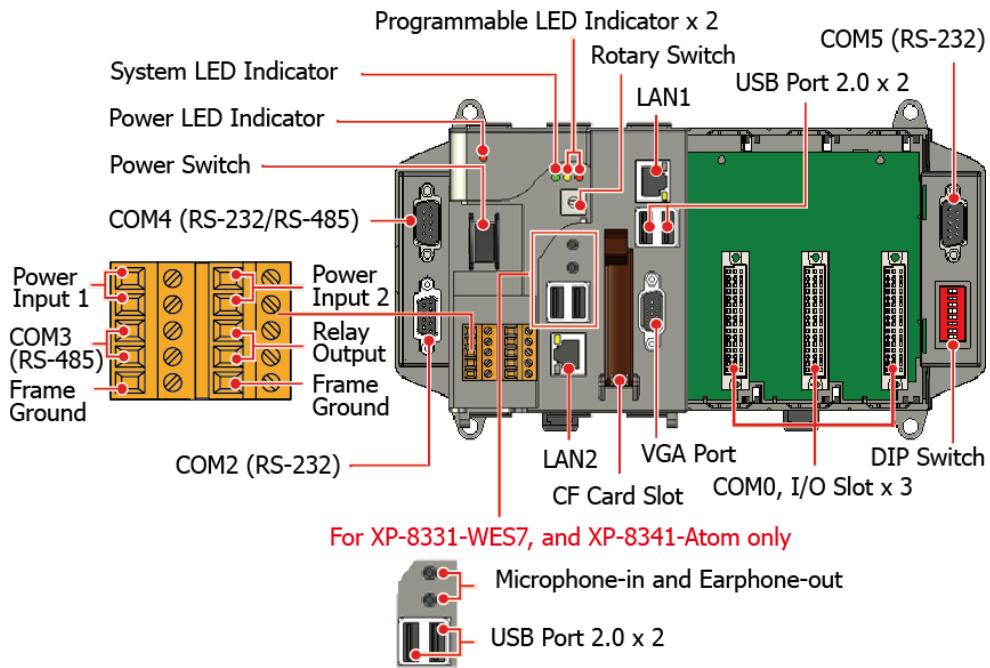 Programmable LED Indicator x 2
Rotary Switch
COM5 (RS-232)
System LED Indicator
LAN1
USB Port 2.0 x 2
Power LED Indicator
Power Switch
COM4 (RS-232/RS-485)
Power
Input 1
Power
Input 2
COM3
(RS-485)
Relay
Output
Frame
Ground
Frame
Ground
COM2 (RS-232)
LAN2
VGA Port
DIP Switch
CF Card Slot
COM0, I/O Slot x 3
For XP-8331-WES7, and XP-8341-Atom only
Microphone-in and Earphone-out
USB Port 2.0 x 2